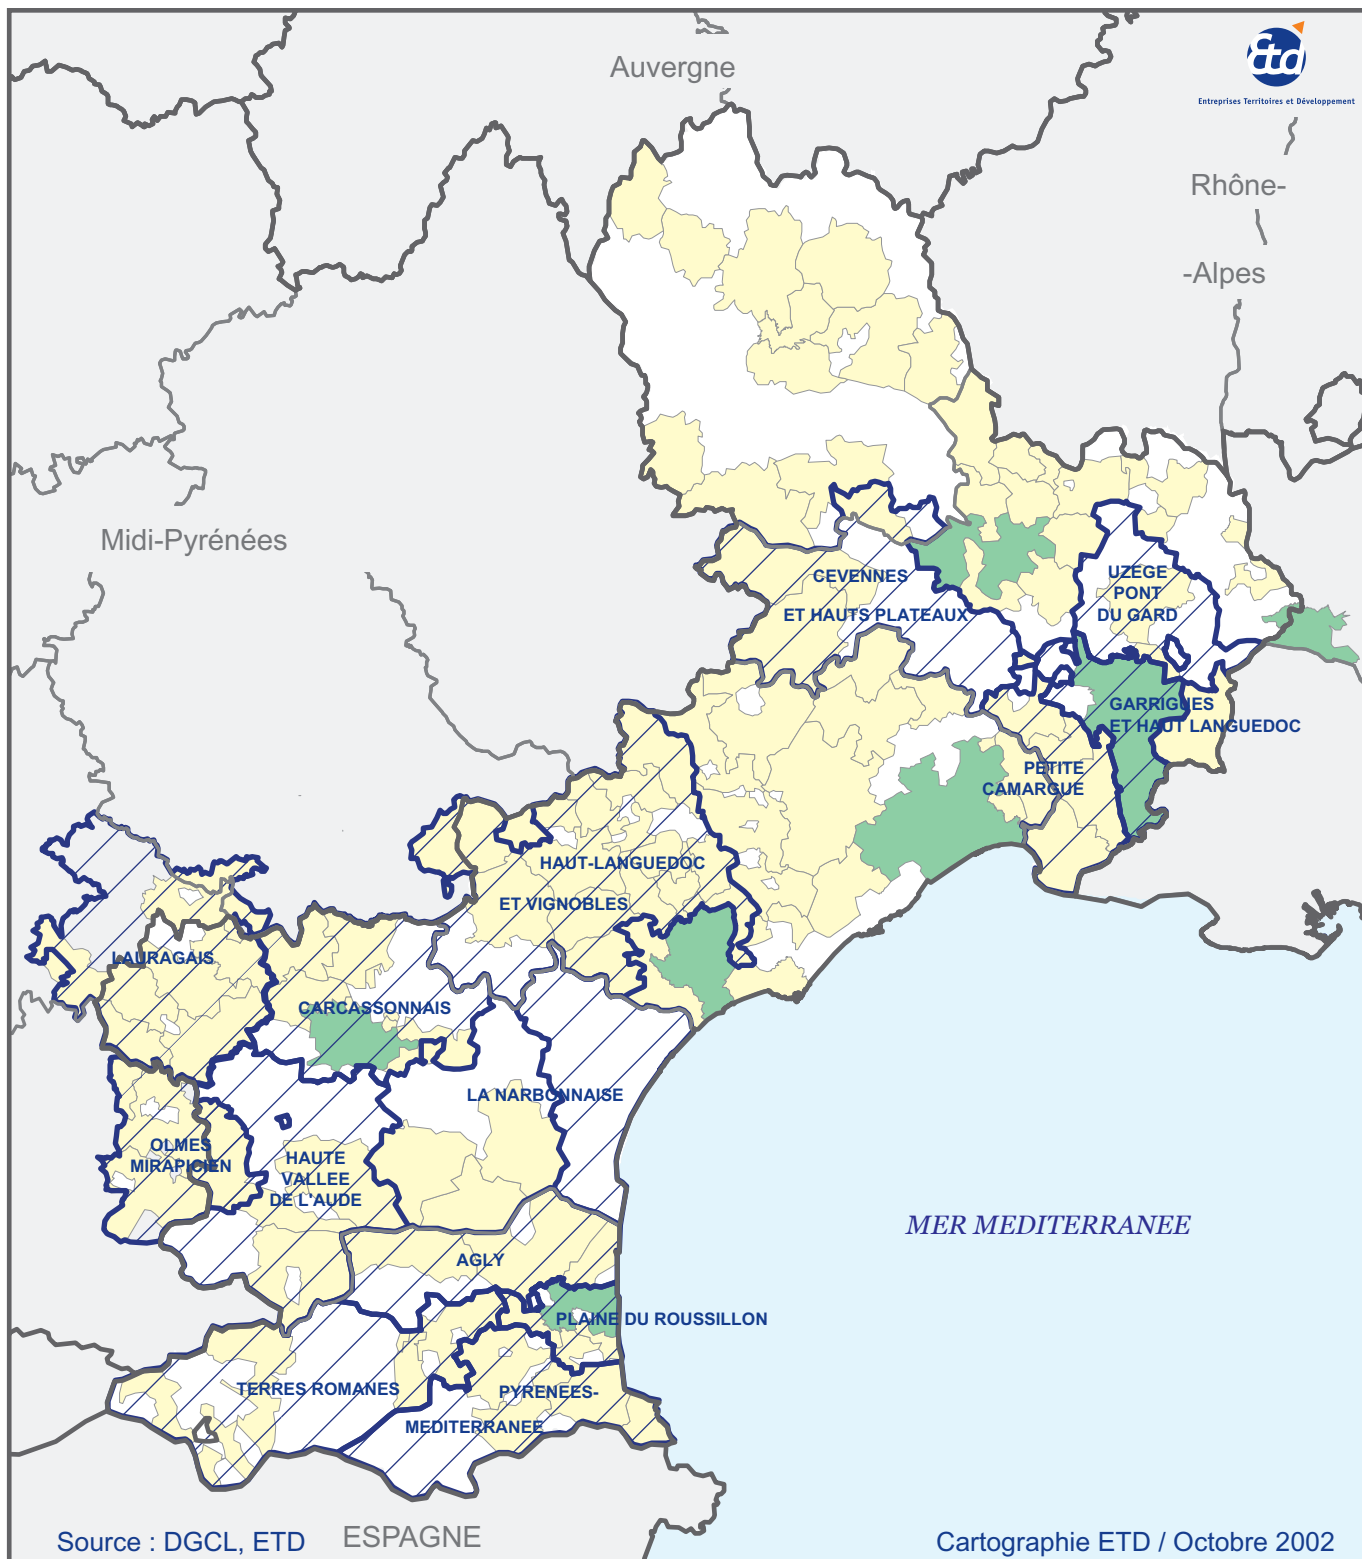 Etd
Entreprises Territoires et Développement
Auvergne
Rhône-
-Alpes
Midi-Pyrénées
CEVENNES
ET HAUTS PLATEAUX
UZEGE
PONT
DU GARD
GARRIGUES
ET HAUT LANGUEDOC
PETITE
CAMARGUE
HAUT-LANGUEDOC
ET VIGNOBLES
LAURAGAIS
CARCASSONNAIS
LA NARBONNAISE
OLMES
MIRAPICIEN
HAUTE
VALLEE
DE L'AUDE
MER MEDITERRANEE
AGLY
PLAINE DU ROUSSILLON
TERRES ROMANES
PYRENEES-
MEDITERRANEE
Source : DGCL, ETD
ESPAGNE
Cartographie ETD / Octobre 2002